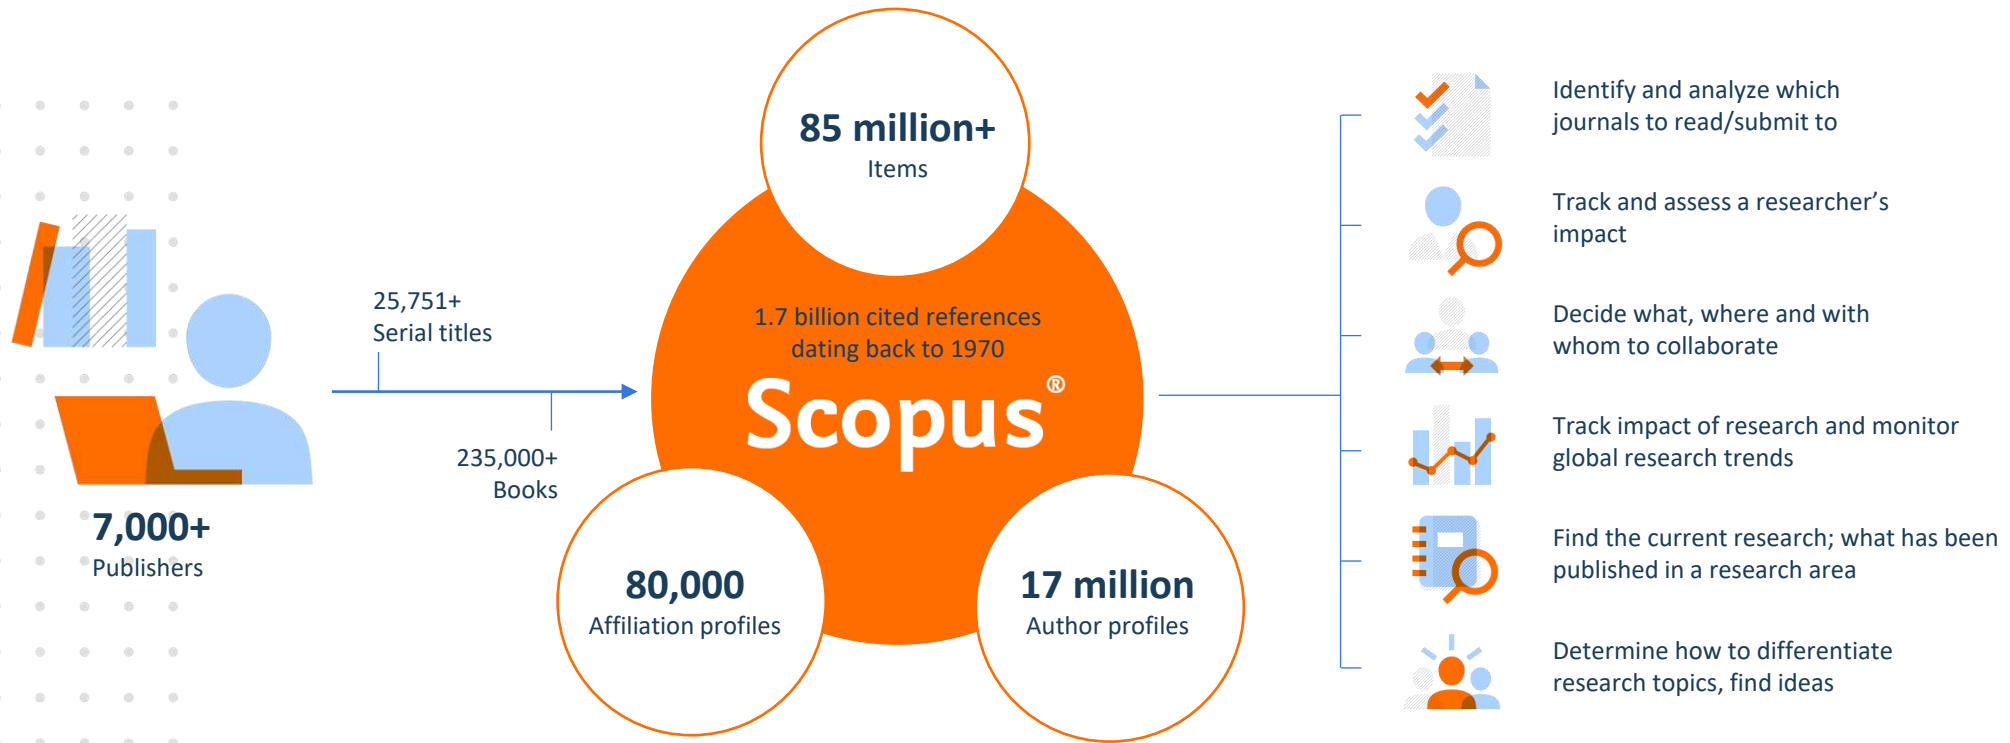 7,000+
Publishers
25,751+
Serial titles
235,000+
Books
85 million+
Items
1.7 billion cited references
dating back to 1970
Scopus®
80,000
Affiliation profiles
17 million
Author profiles
Identify and analyze which
journals to read/submit to
Track and assess a researcher’s
impact
Decide what, where and with
whom to collaborate
Track impact of research and monitor
global research trends
Find the current research; what has been
published in a research area
Determine how to differentiate
research topics, find ideas